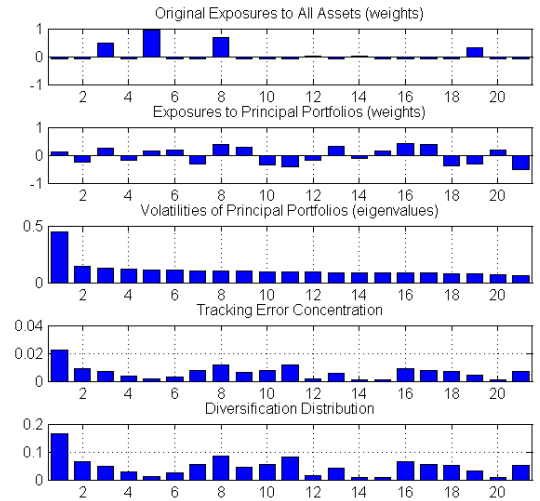 Original Exposures to All Assets (weights)
1
0
-1
2 4 6 8 10 12 14 16 18 20
Exposures to Principal Portfolios (weights)
1
0
-1
2 4 6 8 10 12 14 16 18 20
Volatilities of Principal Portfolios (eigenvalues)
0.5
0
2 4 6 8 10 12 14 16 18 20
Tracking Error Concentration
0.04
0.02
0
2 4 6 8 10 12 14 16 18 20
Diversification Distribution
0.2
0.1
0
2 4 6 8 10 12 14 16 18 20